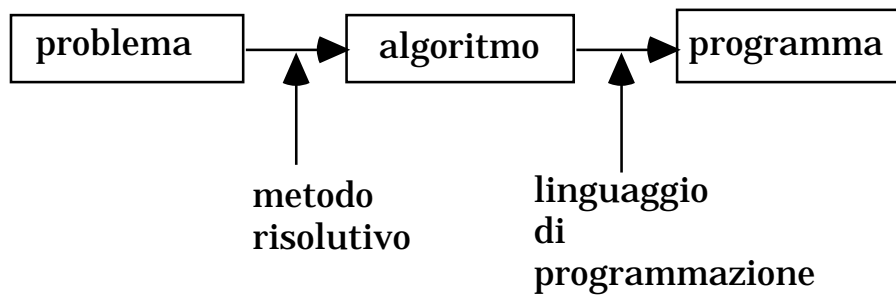 problema
algoritmo
programma
metodo
risolutivo
linguaggio
di
programmazione